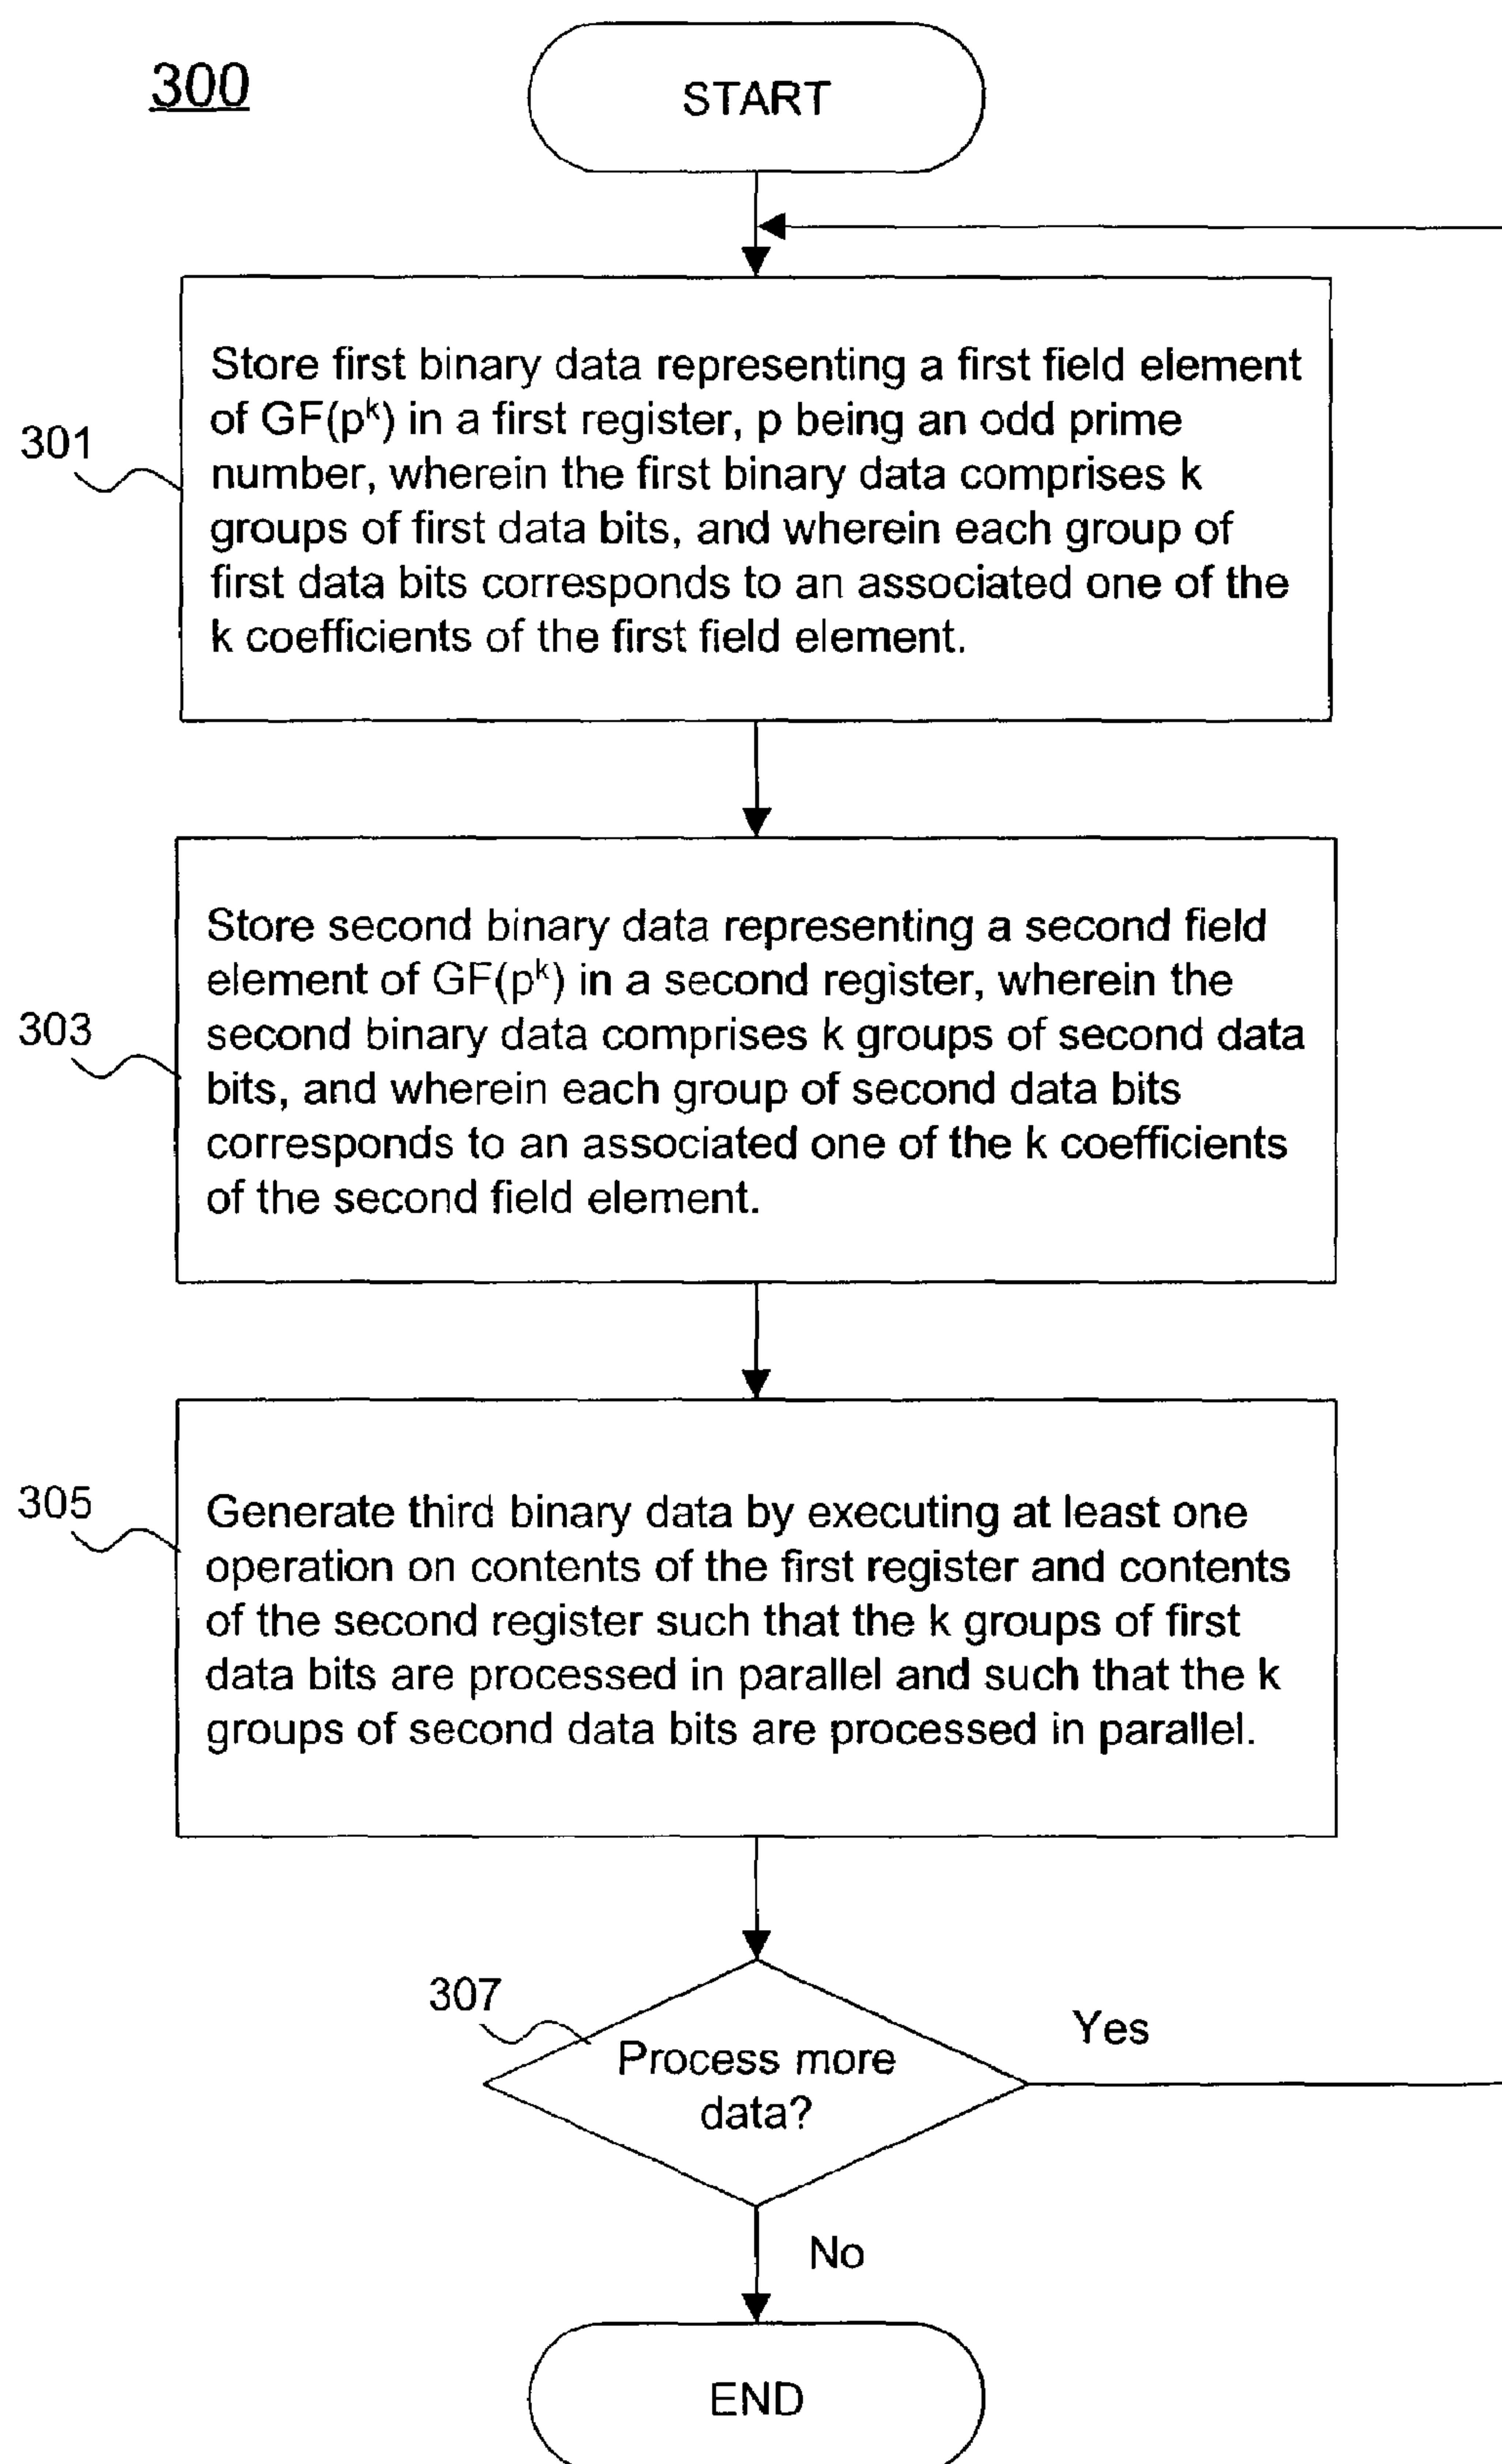 300
START
301
Store first binary data representing a first field element
of GF(pᵏ) in a first register, p being an odd prime
number, wherein the first binary data comprises k
groups of first data bits, and wherein each group of
first data bits corresponds to an associated one of the
k coefficients of the first field element.
303
Store second binary data representing a second field
element of GF(pᵏ) in a second register, wherein the
second binary data comprises k groups of second data
bits, and wherein each group of second data bits
corresponds to an associated one of the k coefficients
of the second field element.
305
Generate third binary data by executing at least one
operation on contents of the first register and contents
of the second register such that the k groups of first
data bits are processed in parallel and such that the k
groups of second data bits are processed in parallel.
307
Process more
data?
Yes
No
END